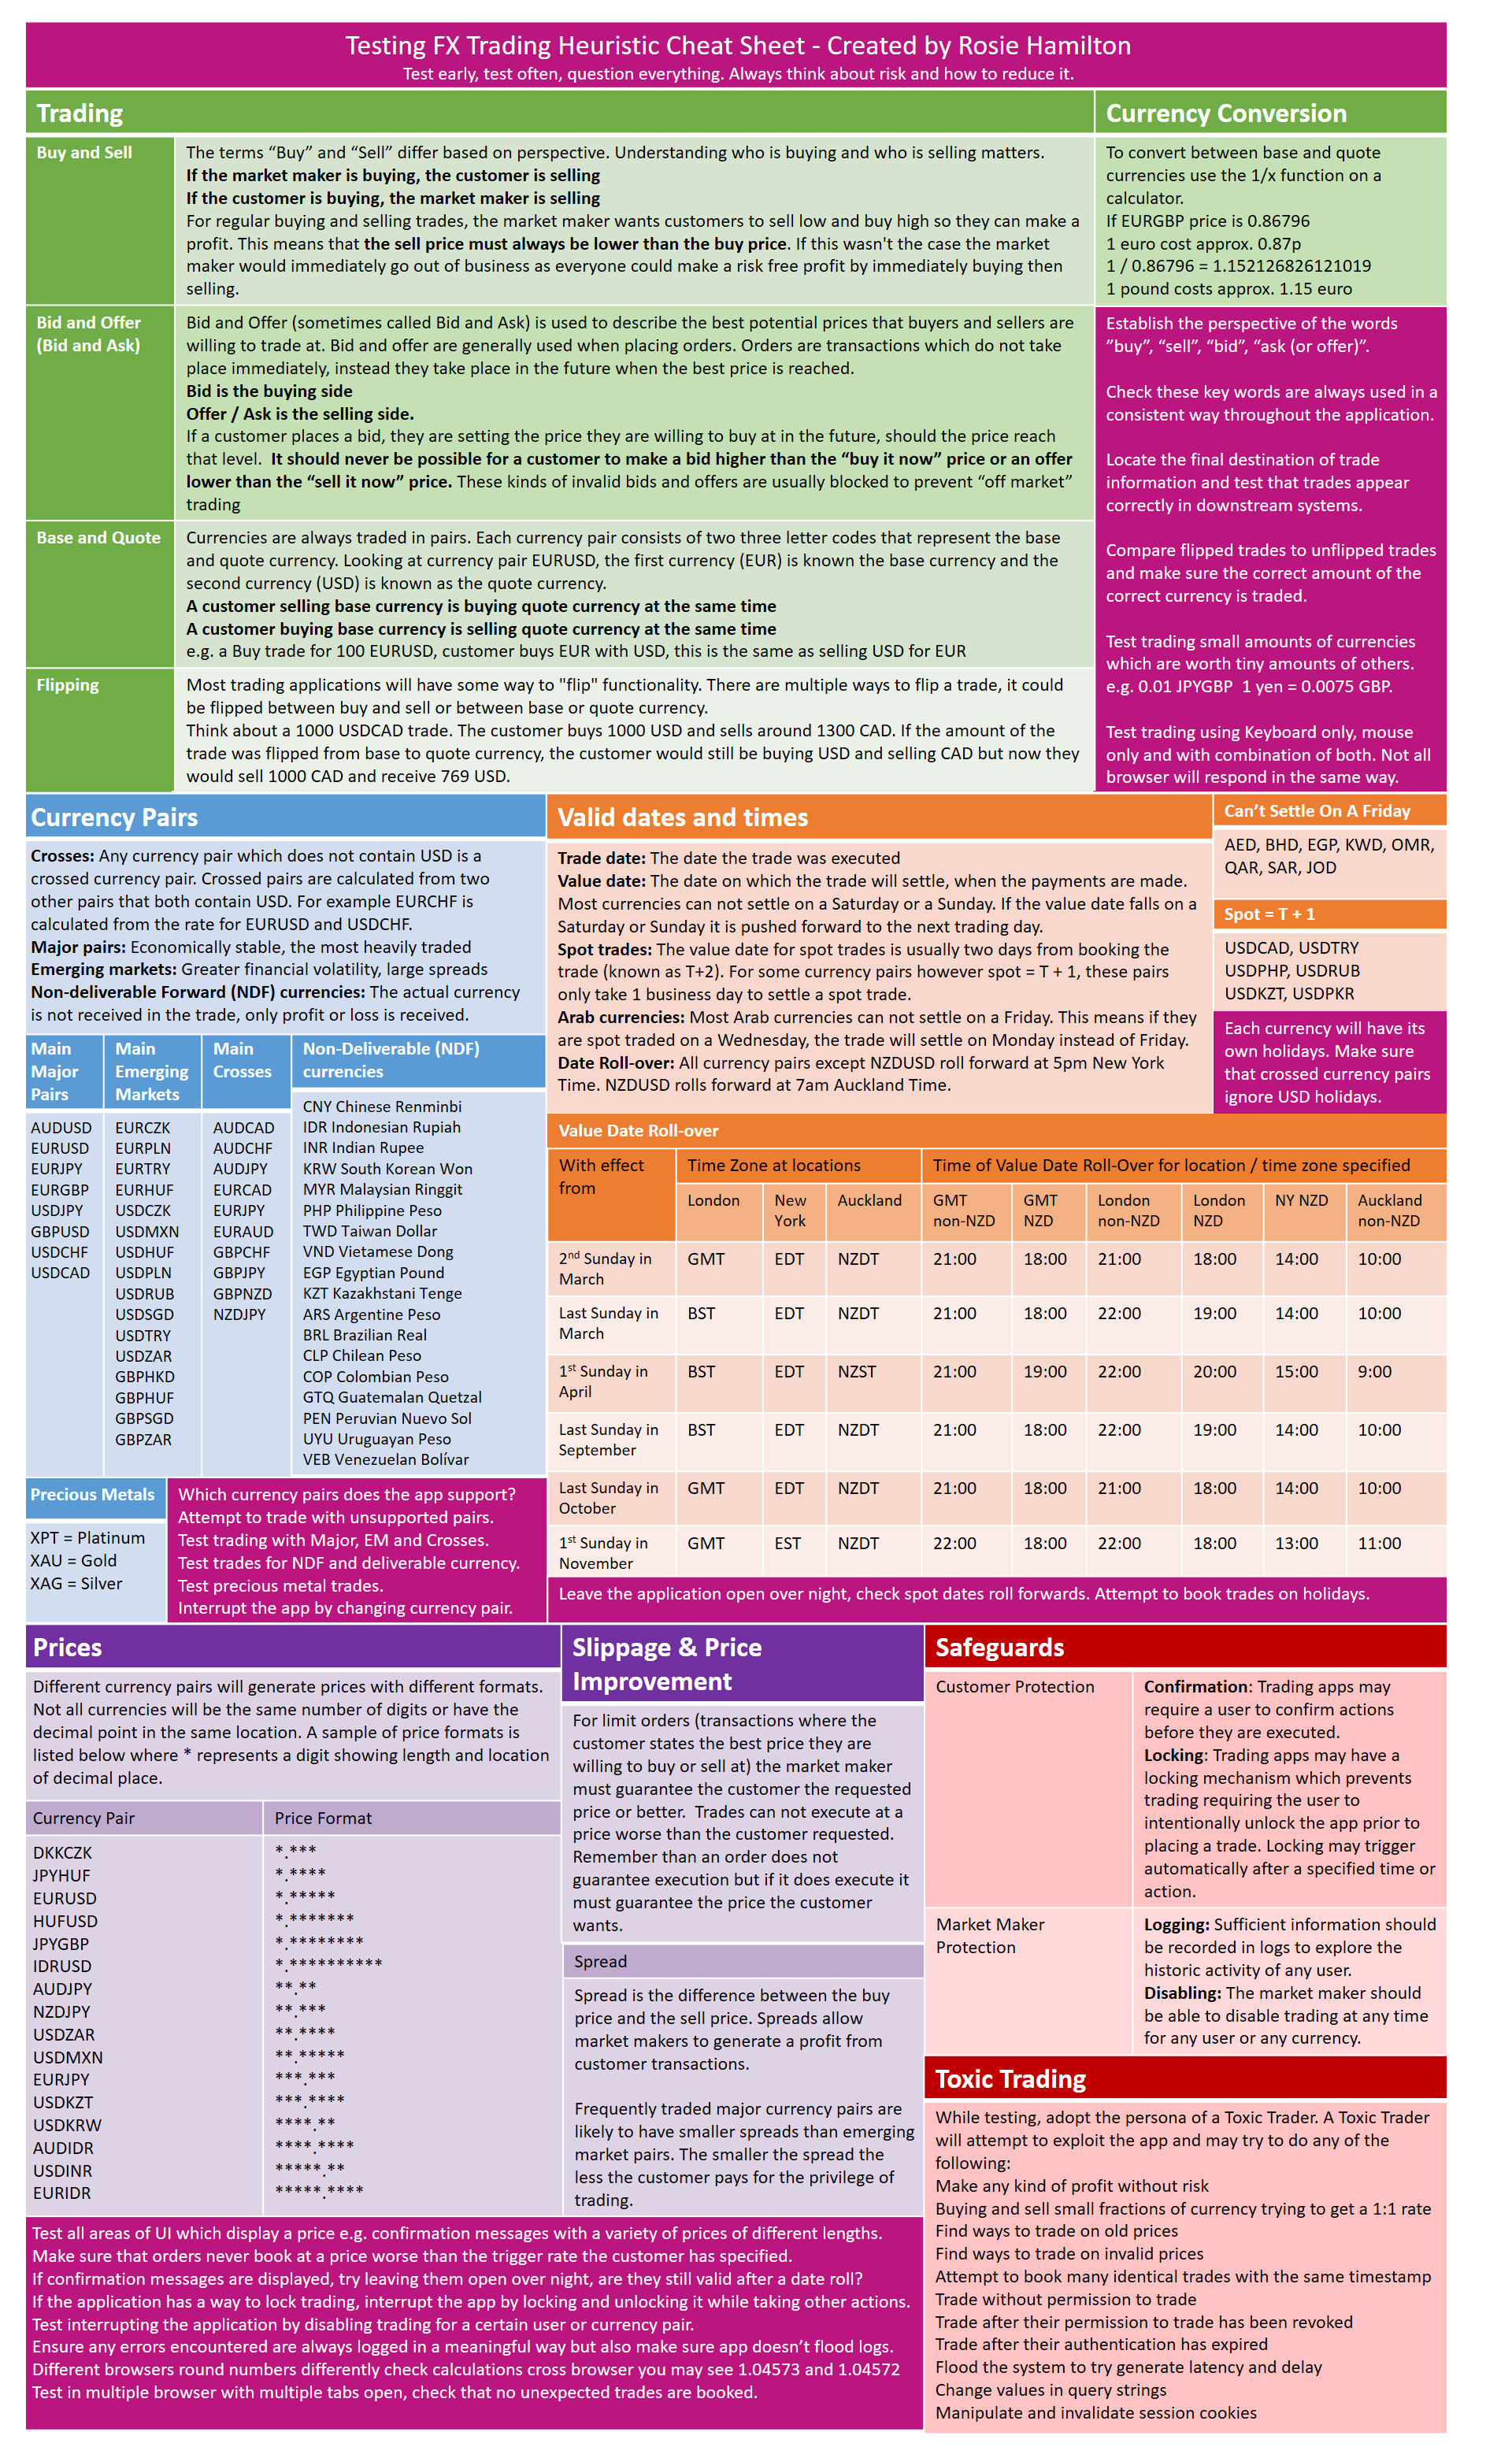 Testing FX Trading Heuristic Cheat Sheet - Created by Rosie Hamilton
Test early, test often, question everything. Always think about risk and how to reduce it.
Trading
Buy and Sell
The terms “Buy” and “Sell” differ based on perspective. Understanding who is buying and who is selling matters.
If the market maker is buying, the customer is selling
If the customer is buying, the market maker is selling
For regular buying and selling trades, the market maker wants customers to sell low and buy high so they can make a
profit. This means that the sell price must always be lower than the buy price. If this wasn't the case the market
maker would immediately go out of business as everyone could make a risk free profit by immediately buying then
selling.
Bid and Offer
(Bid and Ask)
Bid and Offer (sometimes called Bid and Ask) is used to describe the best potential prices that buyers and sellers are
willing to trade at. Bid and offer are generally used when placing orders. Orders are transactions which do not take
place immediately, instead they take place in the future when the best price is reached.
Bid is the buying side
Offer / Ask is the selling side.
If a customer places a bid, they are setting the price they are willing to buy at in the future, should the price reach
that level.  It should never be possible for a customer to make a bid higher than the “buy it now” price or an offer
lower than the “sell it now” price. These kinds of invalid bids and offers are usually blocked to prevent “off market”
trading
Base and Quote
Currencies are always traded in pairs. Each currency pair consists of two three letter codes that represent the base
and quote currency. Looking at currency pair EURUSD, the first currency (EUR) is known the base currency and the
second currency (USD) is known as the quote currency.
A customer selling base currency is buying quote currency at the same time
A customer buying base currency is selling quote currency at the same time
e.g. a Buy trade for 100 EURUSD, customer buys EUR with USD, this is the same as selling USD for EUR
Flipping
Most trading applications will have some way to "flip" functionality. There are multiple ways to flip a trade, it could
be flipped between buy and sell or between base or quote currency.
Think about a 1000 USDCAD trade. The customer buys 1000 USD and sells around 1300 CAD. If the amount of the
trade was flipped from base to quote currency, the customer would still be buying USD and selling CAD but now they
would sell 1000 CAD and receive 769 USD.
Currency Conversion
To convert between base and quote
currencies use the 1/x function on a
calculator.
If EURGBP price is 0.86796
1 euro cost approx. 0.87p
1 / 0.86796 = 1.152126826121019
1 pound costs approx. 1.15 euro
Establish the perspective of the words
”buy”, “sell”, “bid”, “ask (or offer)”.
Check these key words are always used in a
consistent way throughout the application.
Locate the final destination of trade
information and test that trades appear
correctly in downstream systems.
Compare flipped trades to unflipped trades
and make sure the correct amount of the
correct currency is traded.
Test trading small amounts of currencies
which are worth tiny amounts of others.
e.g. 0.01 JPYGBP  1 yen = 0.0075 GBP.
Test trading using Keyboard only, mouse
only and with combination of both. Not all
browser will respond in the same way.
Currency Pairs
Crosses: Any currency pair which does not contain USD is a
crossed currency pair. Crossed pairs are calculated from two
other pairs that both contain USD. For example EURCHF is
calculated from the rate for EURUSD and USDCHF.
Major pairs: Economically stable, the most heavily traded
Emerging markets: Greater financial volatility, large spreads
Non-deliverable Forward (NDF) currencies: The actual currency
is not received in the trade, only profit or loss is received.
Main
Major
Pairs
AUDUSD
EURUSD
EURJPY
EURGBP
USDJPY
GBPUSD
USDCHF
USDCAD
Main
Emerging
Markets
EURCZK
EURPLN
EURTRY
EURHUF
USDCZK
USDMXN
USDHUF
USDPLN
USDRUB
USDSGD
USDTRY
USDZAR
GBPHKD
GBPHUF
GBPSGD
GBPZAR
Main
Crosses
AUDCAD
AUDCHF
AUDJPY
EURCAD
EURJPY
EURAUD
GBPCHF
GBPJPY
GBPNZD
NZDJPY
Non-Deliverable (NDF)
currencies
CNY Chinese Renminbi
IDR Indonesian Rupiah
INR Indian Rupee
KRW South Korean Won
MYR Malaysian Ringgit
PHP Philippine Peso
TWD Taiwan Dollar
VND Vietamese Dong
EGP Egyptian Pound
KZT Kazakhstani Tenge
ARS Argentine Peso
BRL Brazilian Real
CLP Chilean Peso
COP Colombian Peso
GTQ Guatemalan Quetzal
PEN Peruvian Nuevo Sol
UYU Uruguayan Peso
VEB Venezuelan Bolívar
Precious Metals
XPT = Platinum
XAU = Gold
XAG = Silver
Which currency pairs does the app support?
Attempt to trade with unsupported pairs.
Test trading with Major, EM and Crosses.
Test trades for NDF and deliverable currency.
Test precious metal trades.
Interrupt the app by changing currency pair.
Valid dates and times
Trade date: The date the trade was executed
Value date: The date on which the trade will settle, when the payments are made.
Most currencies can not settle on a Saturday or a Sunday. If the value date falls on a
Saturday or Sunday it is pushed forward to the next trading day.
Spot trades: The value date for spot trades is usually two days from booking the
trade (known as T+2). For some currency pairs however spot = T + 1, these pairs
only take 1 business day to settle a spot trade.
Arab currencies: Most Arab currencies can not settle on a Friday. This means if they
are spot traded on a Wednesday, the trade will settle on Monday instead of Friday.
Date Roll-over: All currency pairs except NZDUSD roll forward at 5pm New York
Time. NZDUSD rolls forward at 7am Auckland Time.
Can’t Settle On A Friday
AED, BHD, EGP, KWD, OMR,
QAR, SAR, JOD
Spot = T + 1
USDCAD, USDTRY
USDPHP, USDRUB
USDKZT, USDPKR
Each currency will have its
own holidays. Make sure
that crossed currency pairs
ignore USD holidays.
Value Date Roll-over
With effect
from
Time Zone at locations
Time of Value Date Roll-Over for location / time zone specified
London
New
York
Auckland
GMT
non-NZD
GMT
NZD
London
non-NZD
London
NZD
NY NZD
Auckland
non-NZD
2nd Sunday in
March
GMT EDT NZDT 21:00 18:00 21:00 18:00 14:00 10:00
Last Sunday in
March
BST EDT NZDT 21:00 18:00 22:00 19:00 14:00 10:00
1st Sunday in
April
BST EDT NZST 21:00 19:00 22:00 20:00 15:00 9:00
Last Sunday in
September
BST EDT NZDT 21:00 18:00 22:00 19:00 14:00 10:00
Last Sunday in
October
GMT EDT NZDT 21:00 18:00 21:00 18:00 14:00 10:00
1st Sunday in
November
GMT EST NZDT 22:00 18:00 22:00 18:00 13:00 11:00
Leave the application open over night, check spot dates roll forwards. Attempt to book trades on holidays.
Prices
Different currency pairs will generate prices with different formats.
Not all currencies will be the same number of digits or have the
decimal point in the same location. A sample of price formats is
listed below where * represents a digit showing length and location
of decimal place.
Currency Pair Price Format
DKKCZK *.***
JPYHUF *.****
EURUSD *.*****
HUFUSD *.*******
JPYGBP *.********
IDRUSD *.**********
AUDJPY **.**
NZDJPY **.***
USDZAR **.****
USDMXN **.*****
EURJPY ***.***
USDKZT ***.****
USDKRW ****.**
AUDIDR ****.****
USDINR *****.**
EURIDR *****.****
Slippage & Price
Improvement
For limit orders (transactions where the
customer states the best price they are
willing to buy or sell at) the market maker
must guarantee the customer the requested
price or better.  Trades can not execute at a
price worse than the customer requested.
Remember than an order does not
guarantee execution but if it does execute it
must guarantee the price the customer
wants.
Spread
Spread is the difference between the buy
price and the sell price. Spreads allow
market makers to generate a profit from
customer transactions.
Frequently traded major currency pairs are
likely to have smaller spreads than emerging
market pairs. The smaller the spread the
less the customer pays for the privilege of
trading.
Test all areas of UI which display a price e.g. confirmation messages with a variety of prices of different lengths.
Make sure that orders never book at a price worse than the trigger rate the customer has specified.
If confirmation messages are displayed, try leaving them open over night, are they still valid after a date roll?
If the application has a way to lock trading, interrupt the app by locking and unlocking it while taking other actions.
Test interrupting the application by disabling trading for a certain user or currency pair.
Ensure any errors encountered are always logged in a meaningful way but also make sure app doesn’t flood logs.
Different browsers round numbers differently check calculations cross browser you may see 1.04573 and 1.04572
Test in multiple browser with multiple tabs open, check that no unexpected trades are booked.
Safeguards
Customer Protection
Confirmation: Trading apps may
require a user to confirm actions
before they are executed.
Locking: Trading apps may have a
locking mechanism which prevents
trading requiring the user to
intentionally unlock the app prior to
placing a trade. Locking may trigger
automatically after a specified time or
action.
Market Maker
Protection
Logging: Sufficient information should
be recorded in logs to explore the
historic activity of any user.
Disabling: The market maker should
be able to disable trading at any time
for any user or any currency.
Toxic Trading
While testing, adopt the persona of a Toxic Trader. A Toxic Trader
will attempt to exploit the app and may try to do any of the
following:
Make any kind of profit without risk
Buying and sell small fractions of currency trying to get a 1:1 rate
Find ways to trade on old prices
Find ways to trade on invalid prices
Attempt to book many identical trades with the same timestamp
Trade without permission to trade
Trade after their permission to trade has been revoked
Trade after their authentication has expired
Flood the system to try generate latency and delay
Change values in query strings
Manipulate and invalidate session cookies